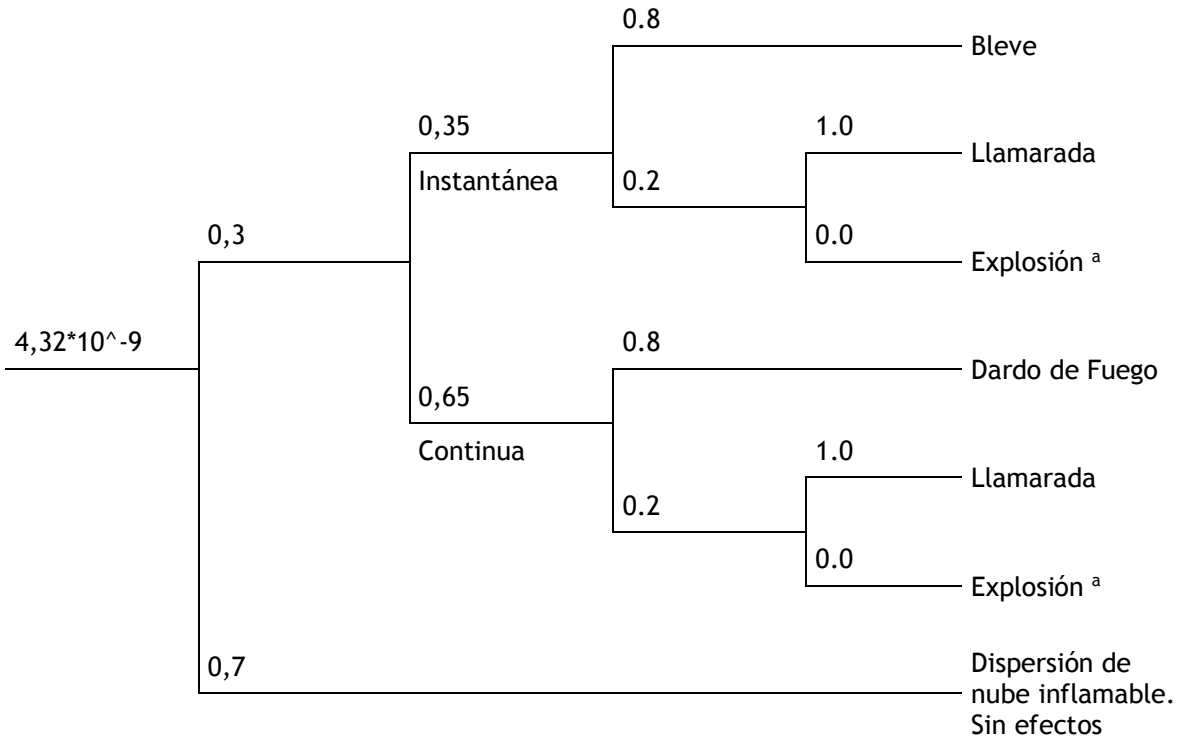 0.8
Bleve
0,35
1.0
Llamarada
Instantánea
0.2
0,3
0.0
Explosión ª
4,32*10^-9
0.8
Dardo de Fuego
0,65
Continua
1.0
Llamarada
0.2
0.0
Explosión ª
0,7
Dispersión de
nube inflamable.
Sin efectos